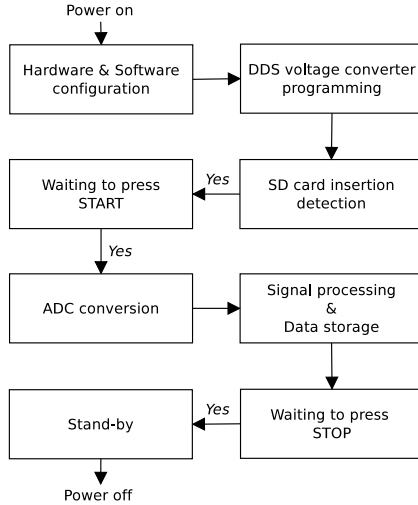 Power on
Hardware & Software
configuration
DDS voltage converter
programming
SD card insertion
detection
Yes
Waiting to press
START
Yes
ADC conversion
Signal processing
&
Data storage
Waiting to press
STOP
Yes
Stand-by
Power off